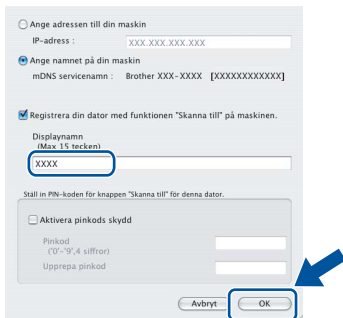 Ange adressen till din maskin
IP-adress : XXX.XXX.XXX.XXX
Ange namnet på din maskin
mDNS servicenamn : Brother XXX-XXXX [XXXXXXXXXXXX]
Registrera din dator med funktionen "Skanna till" på maskinen.
Displaynamn
(Max 15 tecken)
XXXX
Ställ in PIN-koden för knappen "Skanna till" för denna dator.
Aktivera pinkods skydd
Pinkod
('0'-'9',4 siffror)
Upprepa pinkod
Avbryt OK